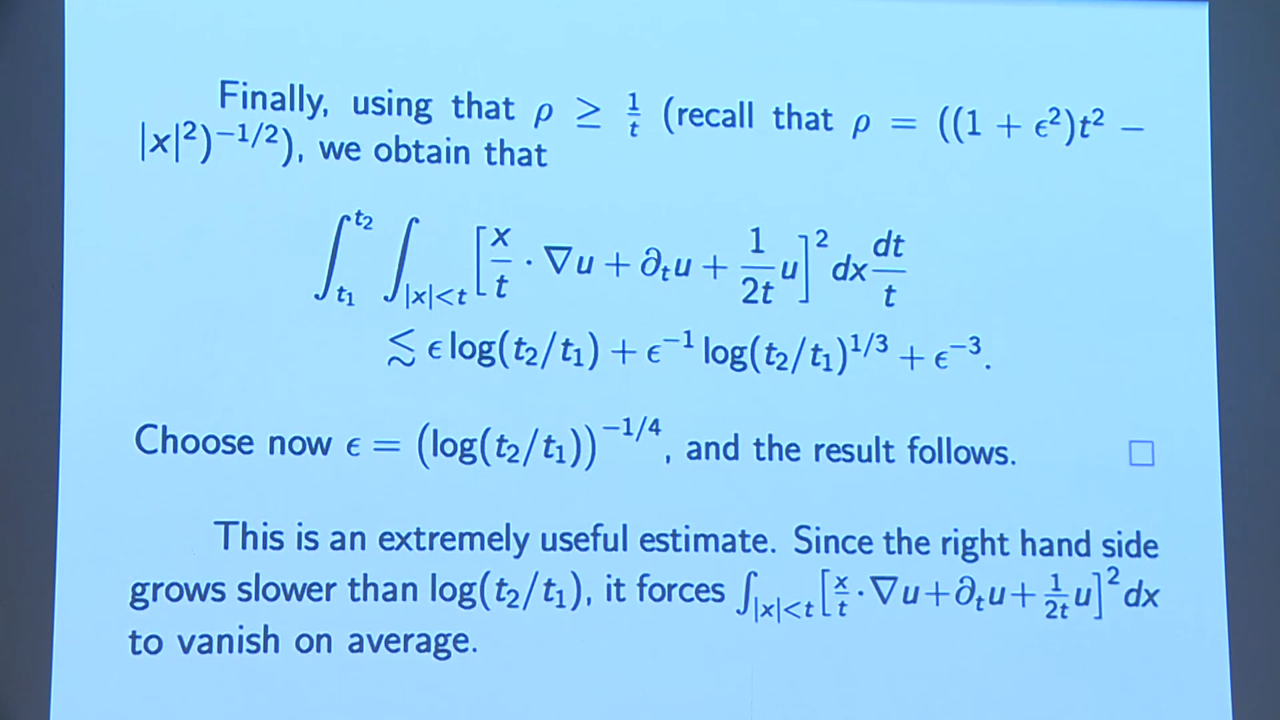 Finally, using that ρ ≥ 1/t (recall that ρ = ((1 + ϵ²)t² −
|x|²)^{−1/2}), we obtain that
∫_{t₁}^{t₂} ∫_{|x|<t} [x/t · ∇u + ∂ₜu + 1/(2t) u]² dx dt/t
≲ ϵ log(t₂/t₁) + ϵ^{−1} log(t₂/t₁)^{1/3} + ϵ^{−3}.
Choose now ϵ = (log(t₂/t₁))^{−1/4}, and the result follows. □
This is an extremely useful estimate. Since the right hand side
grows slower than log(t₂/t₁), it forces ∫_{|x|<t} [x/t · ∇u + ∂ₜu + 1/(2t) u]² dx
to vanish on average.